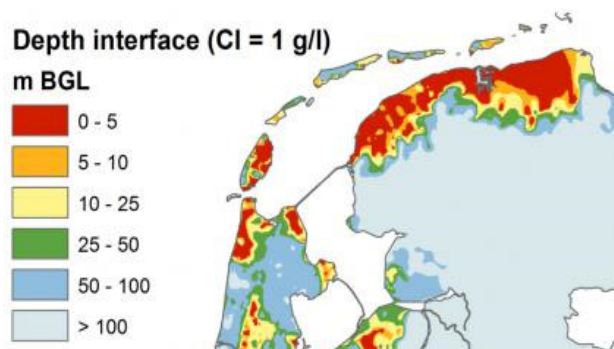 Depth interface (Cl = 1 g/l)
m BGL
0 - 5
5 - 10
10 - 25
25 - 50
50 - 100
> 100